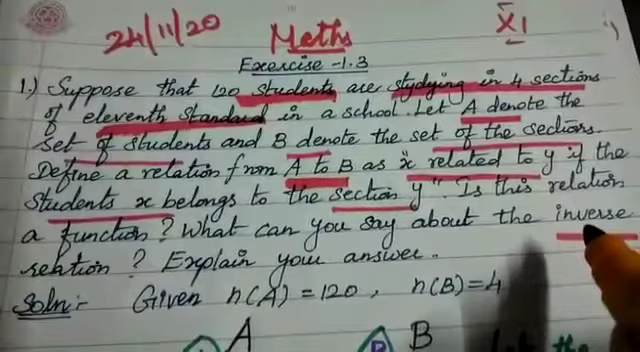 24/11/20 Maths XI
Exercise -1.3
1.) Suppose that 120 students are stydying in 4 sections
of eleventh standard in a school. Let A denote the
set of students and B denote the set of the sections.
Define a relation from A to B as "x related to y if the
students x belongs to the section y". Is this relation
a function? What can you say about the inverse
relation? Explain your answer.
Soln:- Given n(A) = 120, n(B) = 4
A B
the